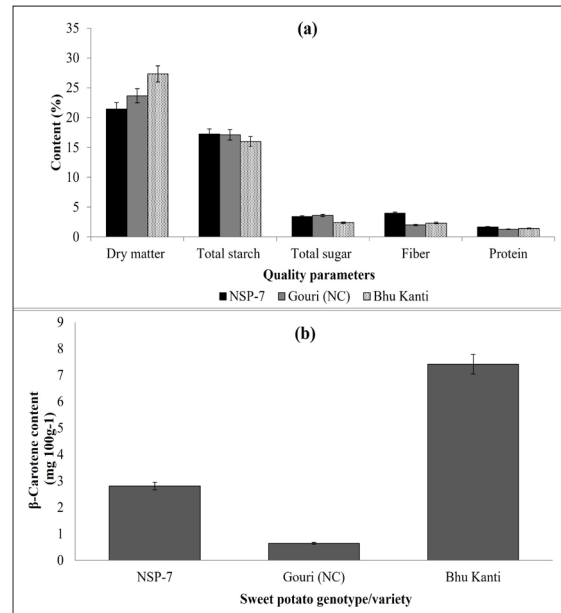 (a)
Content (%)
35
30
25
20
15
10
5
0
Dry matter Total starch Total sugar Fiber Protein
Quality parameters
NSP-7 Gouri (NC) Bhu Kanti
(b)
β-Carotene content
(mg 100g-1)
9
8
7
6
5
4
3
2
1
0
NSP-7 Gouri (NC) Bhu Kanti
Sweet potato genotype/variety